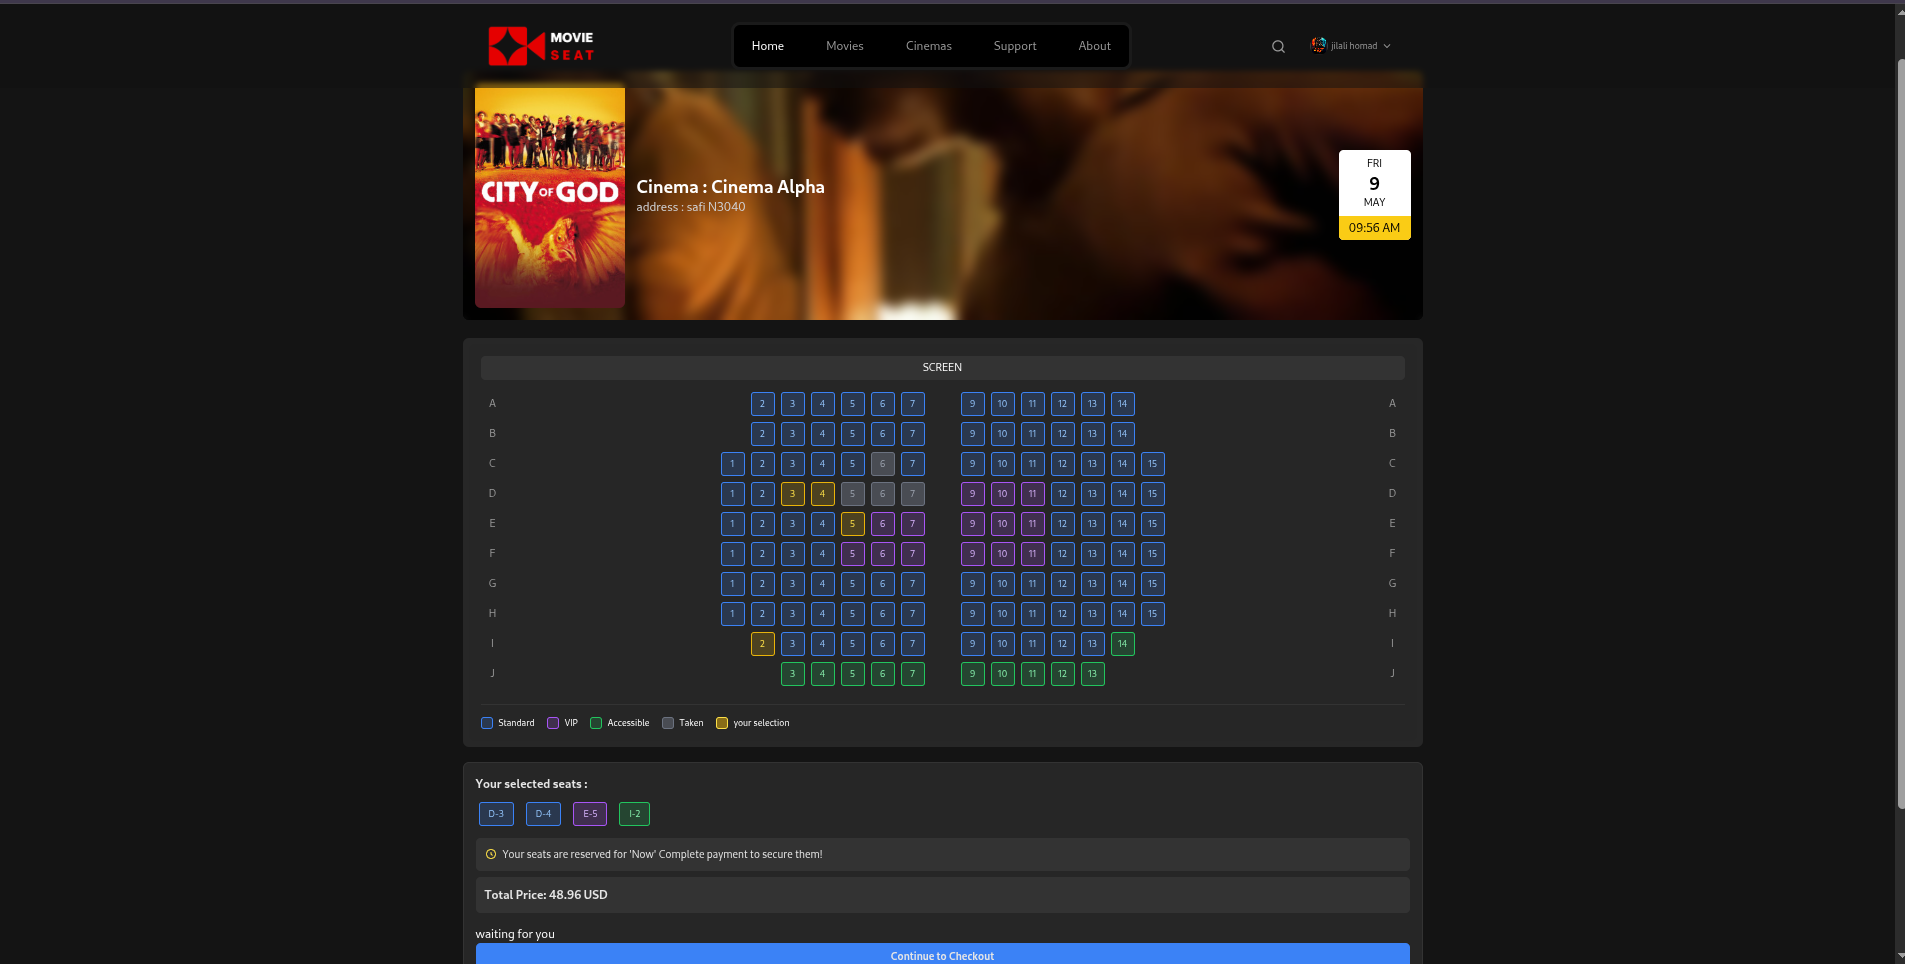 MOVIE
SEAT
Home Movies Cinemas Support About
jilali homad
CITY OF GOD
Cinema : Cinema Alpha
address : safi N3040
FRI
9
MAY
09:56 AM
SCREEN
A 2 3 4 5 6 7 9 10 11 12 13 14 A
B 2 3 4 5 6 7 9 10 11 12 13 14 B
C 1 2 3 4 5 6 7 9 10 11 12 13 14 15 C
D 1 2 3 4 5 6 7 9 10 11 12 13 14 15 D
E 1 2 3 4 5 6 7 9 10 11 12 13 14 15 E
F 1 2 3 4 5 6 7 9 10 11 12 13 14 15 F
G 1 2 3 4 5 6 7 9 10 11 12 13 14 15 G
H 1 2 3 4 5 6 7 9 10 11 12 13 14 15 H
I 2 3 4 5 6 7 9 10 11 12 13 14 I
J 3 4 5 6 7 9 10 11 12 13 J
Standard VIP Accessible Taken your selection
Your selected seats :
D-3 D-4 E-5 I-2
Your seats are reserved for 'Now' Complete payment to secure them!
Total Price: 48.96 USD
waiting for you
Continue to Checkout